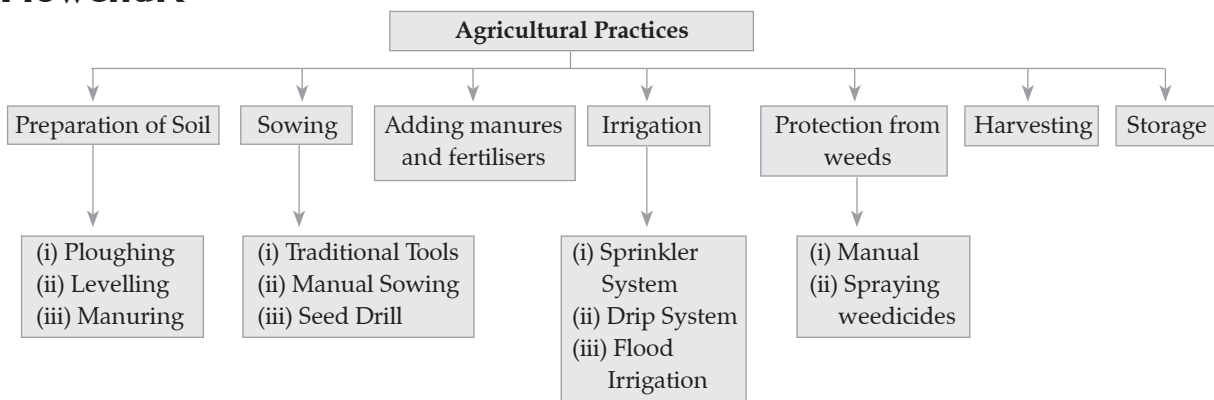 Flowchart
Agricultural Practices
Preparation of Soil
Sowing
Adding manures
and fertilisers
Irrigation
Protection from
weeds
Harvesting
Storage
(i) Ploughing
(ii) Levelling
(iii) Manuring
(i) Traditional Tools
(ii) Manual Sowing
(iii) Seed Drill
(i) Sprinkler
System
(ii) Drip System
(iii) Flood
Irrigation
(i) Manual
(ii) Spraying
weedicides